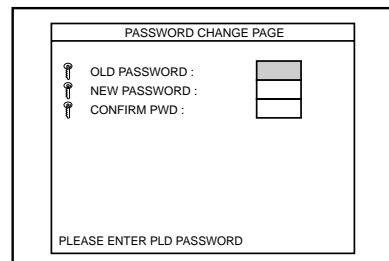 PASSWORD CHANGE PAGE
OLD PASSWORD :
NEW PASSWORD :
CONFIRM PWD :
PLEASE ENTER PLD PASSWORD